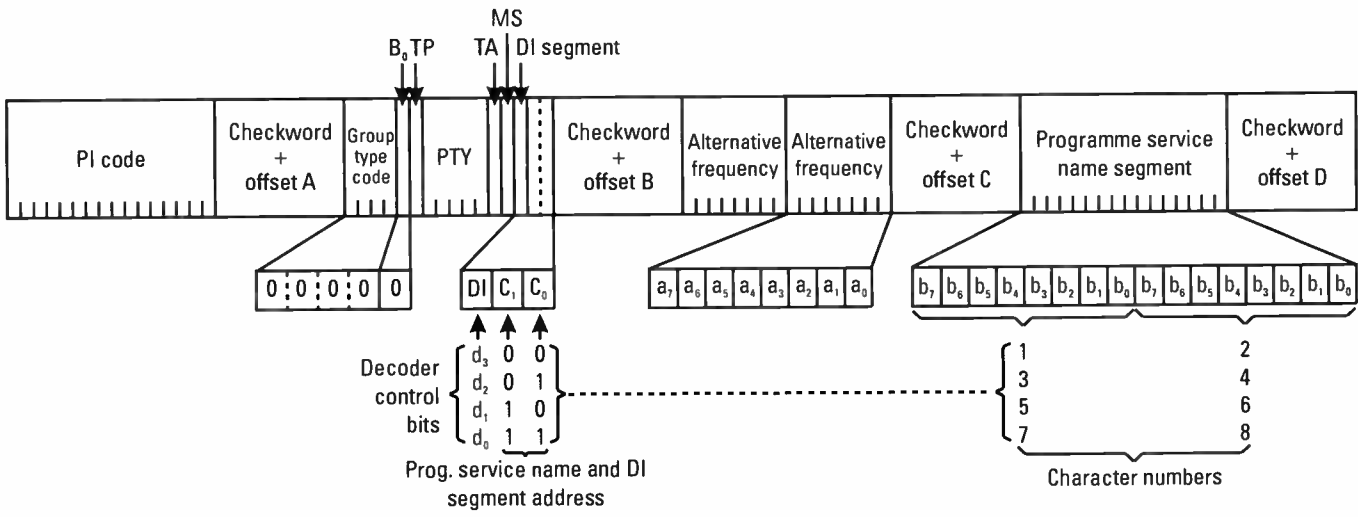 MS
B₀ TP TA DI segment
PI code
Checkword
+
offset A
Group
type
code
PTY
Checkword
+
offset B
Alternative
frequency
Alternative
frequency
Checkword
+
offset C
Programme service
name segment
Checkword
+
offset D
0 0 0 0 0
DI C₁ C₀
a₇ a₆ a₅ a₄ a₃ a₂ a₁ a₀
b₇ b₆ b₅ b₄ b₃ b₂ b₁ b₀ b₇ b₆ b₅ b₄ b₃ b₂ b₁ b₀
Decoder
control
bits
d₃ 0 0
d₂ 0 1
d₁ 1 0
d₀ 1 1
Prog. service name and DI
segment address
1 2
3 4
5 6
7 8
Character numbers